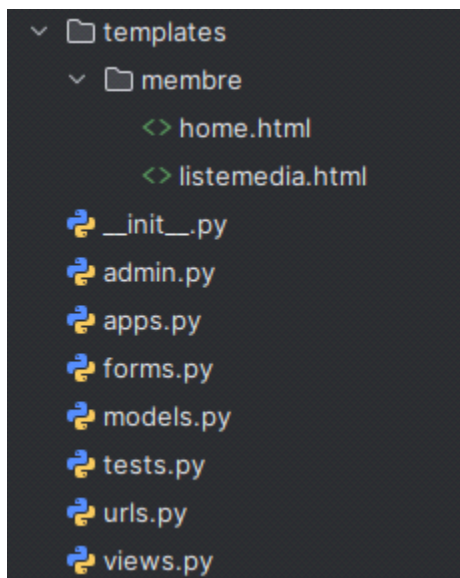 templates
membre
home.html
listemedia.html
__init__.py
admin.py
apps.py
forms.py
models.py
tests.py
urls.py
views.py